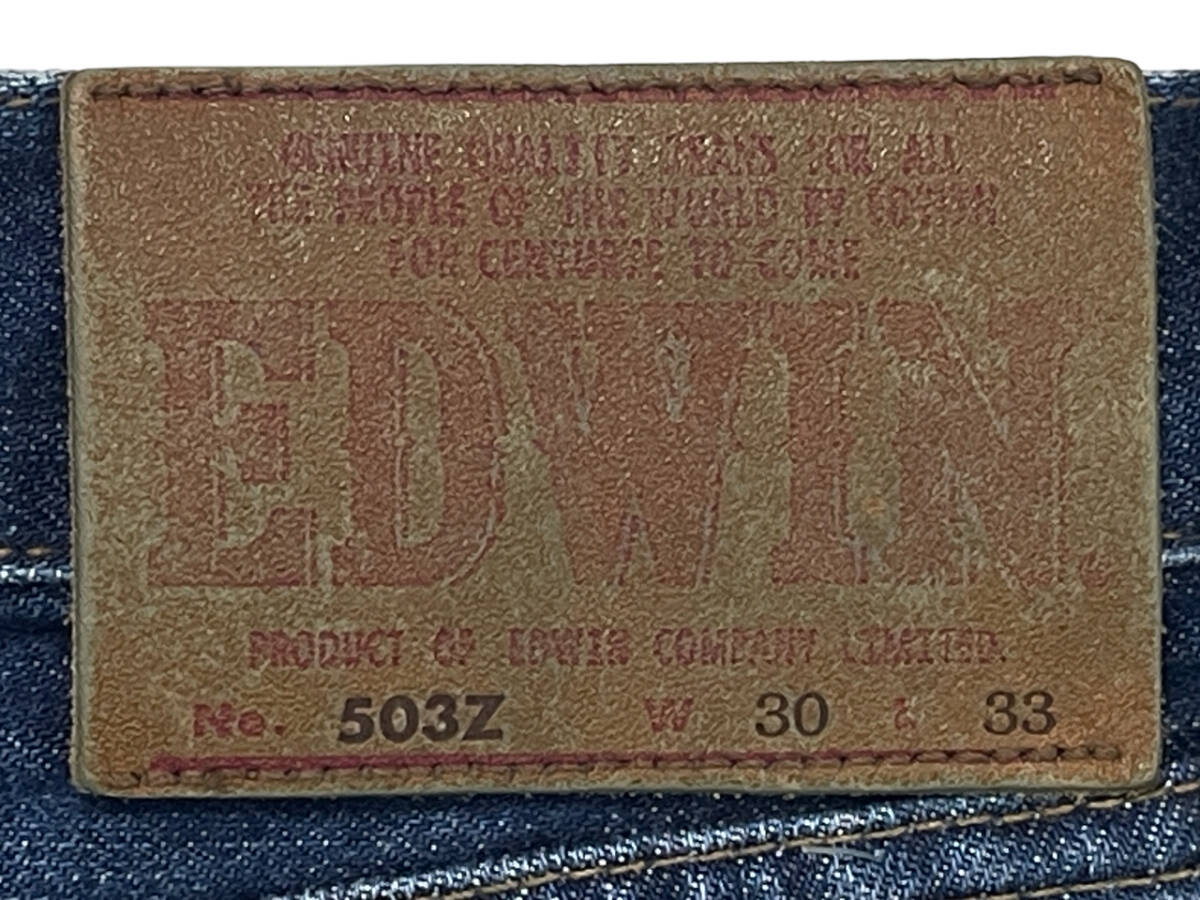 GENUINE QUALITY JEANS FOR ALL
THE PEOPLE OF THE WORLD BY EDWIN
FOR CENTURIES TO COME
EDWIN
PRODUCT OF EDWIN COMPANY LIMITED.
No. 503Z W 30 L 33